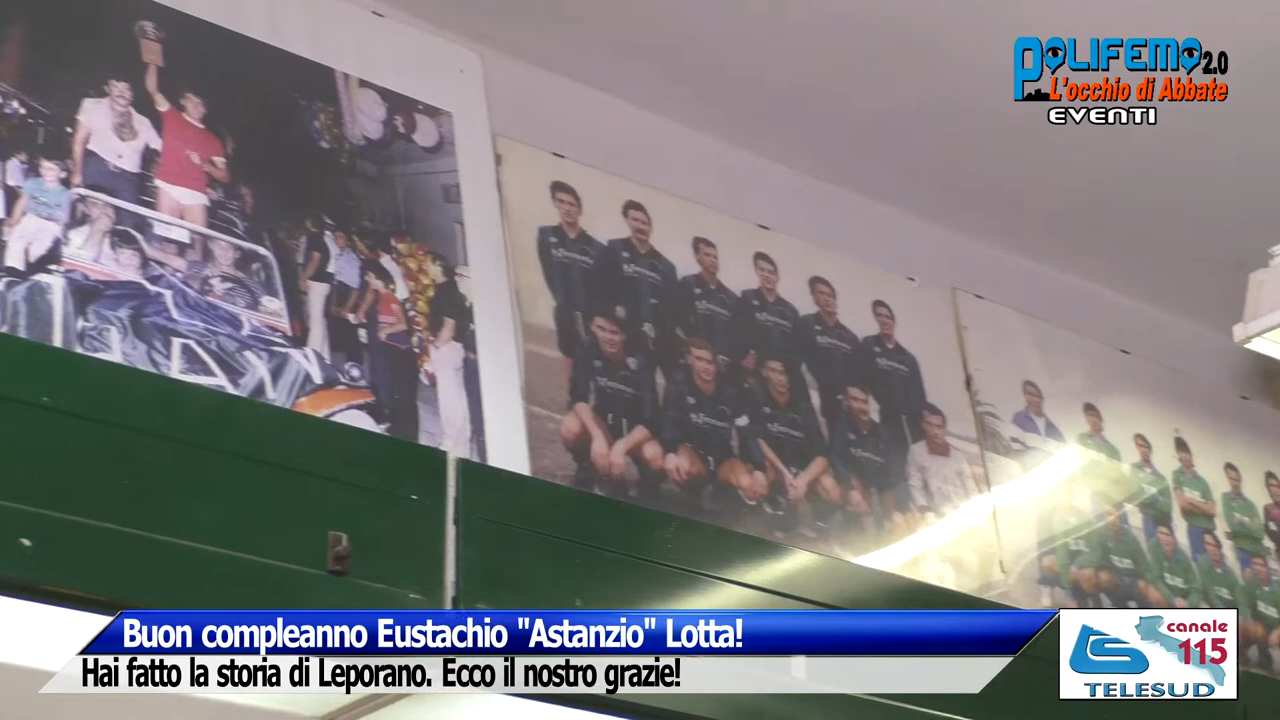 POLIFEMO 2.0
L'occhio di Abbate
EVENTI
Buon compleanno Eustachio "Astanzio" Lotta!
Hai fatto la storia di Leporano. Ecco il nostro grazie!
canale
115
TELESUD